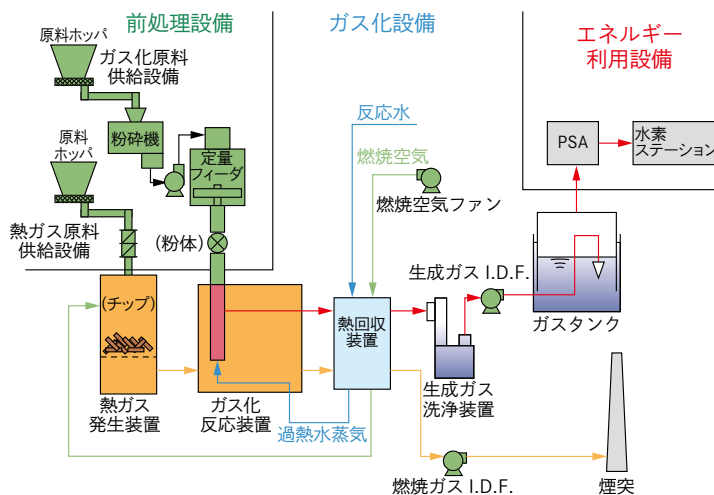 前処理設備
ガス化設備
エネルギー
利用設備
原料ホッパ
ガス化原料
供給設備
粉砕機
原料
ホッパ
定量
フィーダ
熱ガス原料
供給設備
(粉体)
反応水
燃焼空気
燃焼空気ファン
PSA
水素
ステーション
(チップ)
熱回収
装置
生成ガス I.D.F.
ガスタンク
熱ガス
発生装置
ガス化
反応装置
過熱水蒸気
生成ガス
洗浄装置
燃焼ガス I.D.F.
煙突